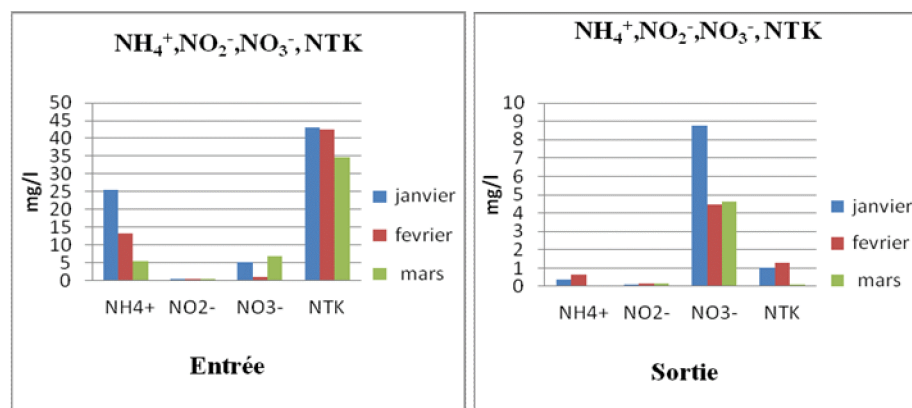 NH₄⁺,NO₂⁻,NO₃⁻, NTK
50
45
40
35
30
25
20
15
10
5
0
mg/l
janvier
fevrier
mars
NH4+ NO2- NO3- NTK
Entrée
NH₄⁺,NO₂⁻,NO₃⁻, NTK
10
9
8
7
6
5
4
3
2
1
0
mg/l
janvier
fevrier
mars
NH4+ NO2- NO3- NTK
Sortie